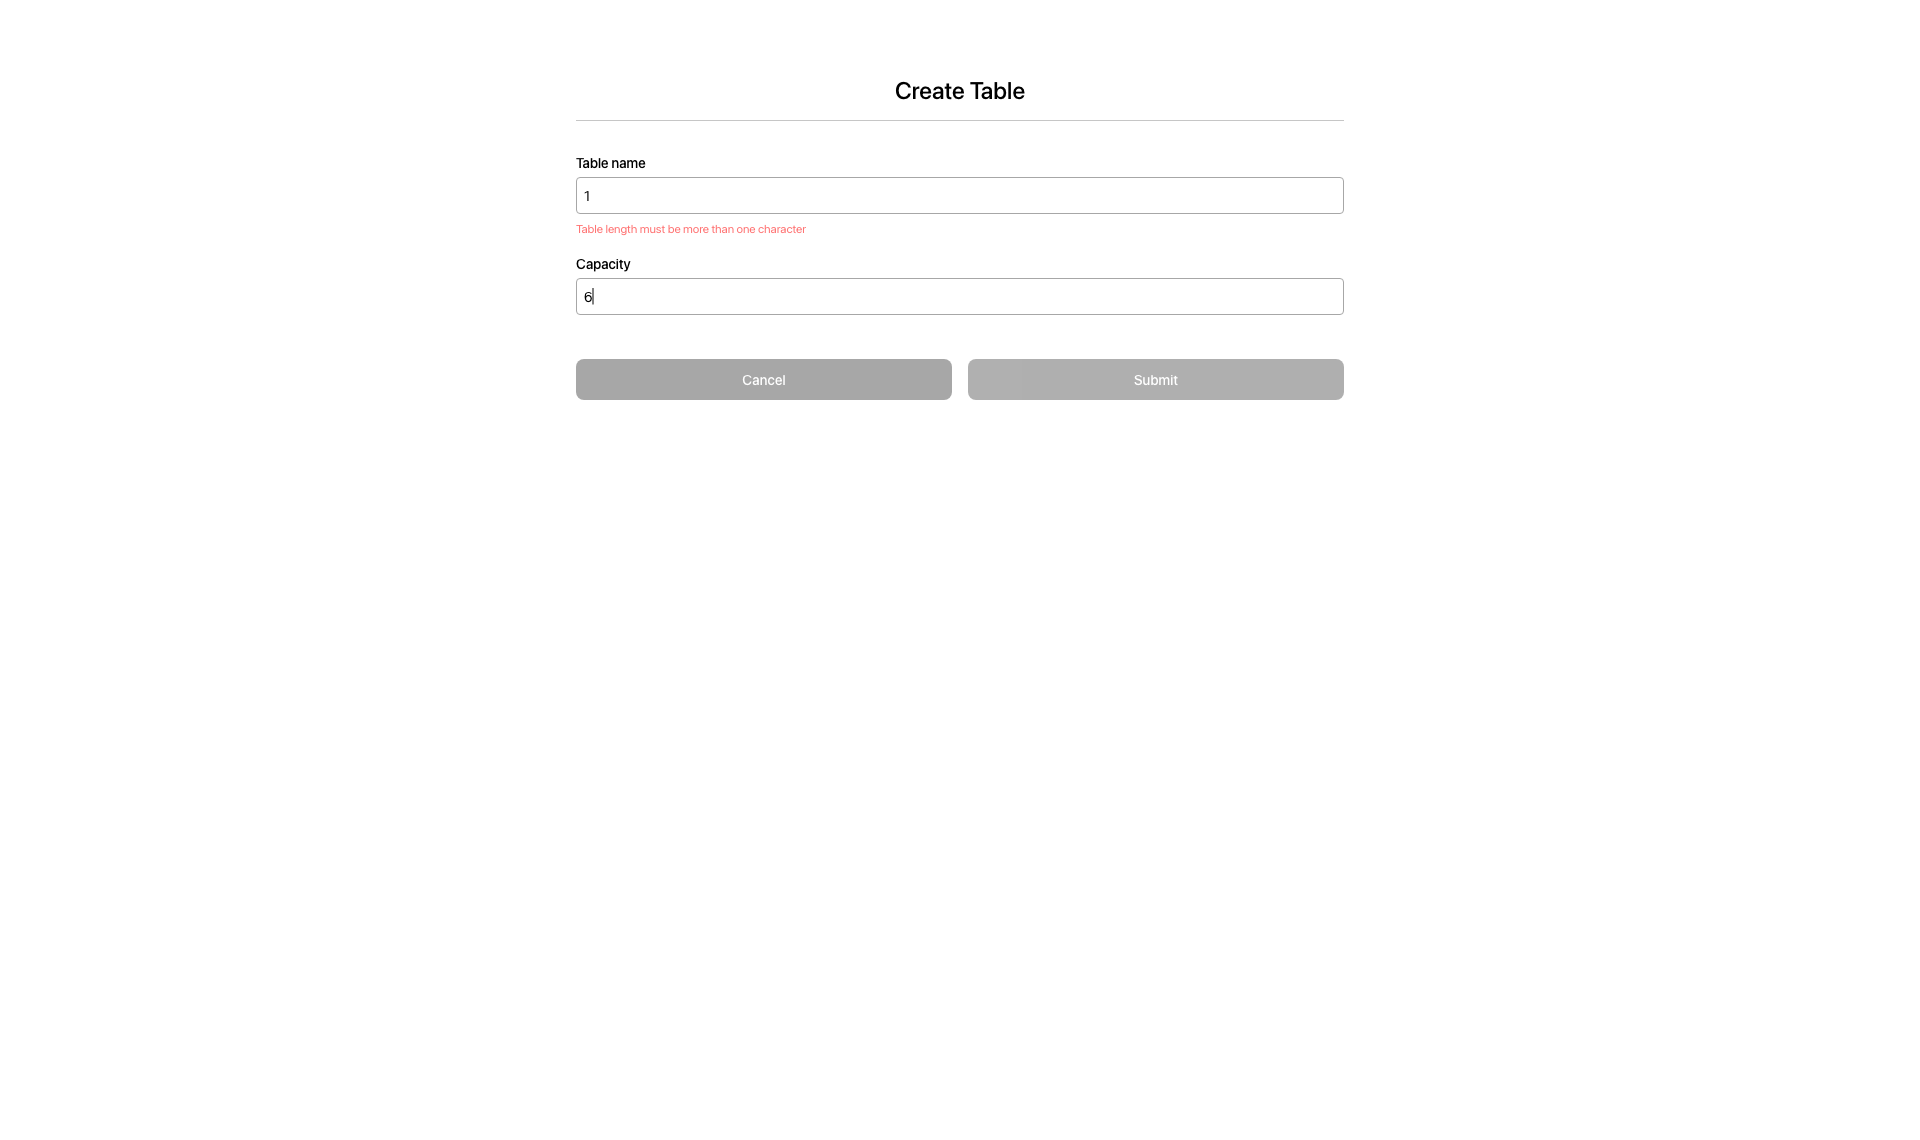 Create Table
Table name
1
Table length must be more than one character
Capacity
6
Cancel
Submit